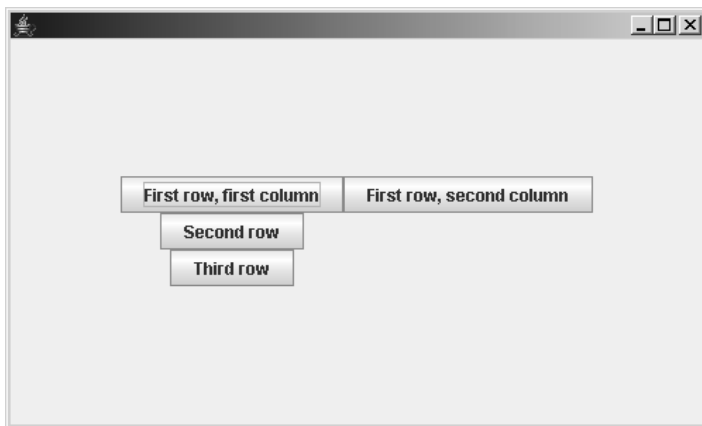 First row, first column
First row, second column
Second row
Third row